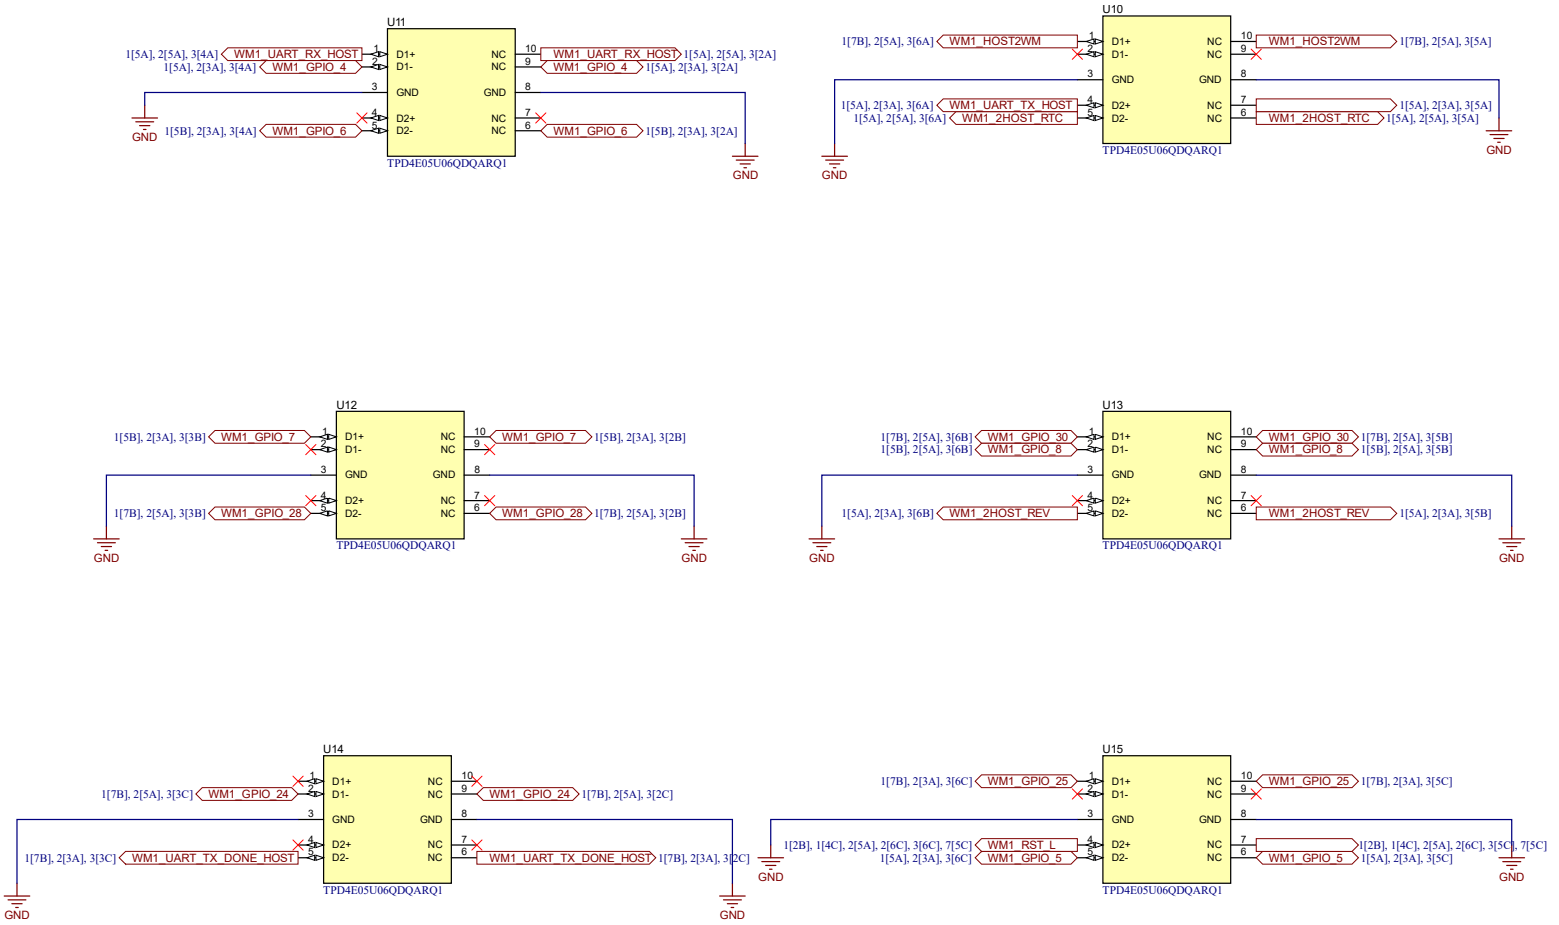 U11
1[5A], 2[5A], 3[4A] WM1_UART_RX_HOST 1 D1+ NC 10 WM1_UART_RX_HOST 1[5A], 2[5A], 3[2A]
1[5A], 2[3A], 3[4A] WM1_GPIO_4 2 D1- NC 9 WM1_GPIO_4 1[5A], 2[3A], 3[2A]
3 GND GND 8
4 D2+ NC 7
1[5B], 2[3A], 3[4A] WM1_GPIO_6 5 D2- NC 6 WM1_GPIO_6 1[5B], 2[3A], 3[2A]
GND
TPD4E05U06QDQARQ1
GND
U10
1[7B], 2[5A], 3[6A] WM1_HOST2WM 1 D1+ NC 10 WM1_HOST2WM 1[7B], 2[5A], 3[5A]
2 D1- NC 9
3 GND GND 8
1[5A], 2[3A], 3[6A] WM1_UART_TX_HOST 4 D2+ NC 7 1[5A], 2[3A], 3[5A]
1[5A], 2[5A], 3[6A] WM1_2HOST_RTC 5 D2- NC 6 WM1_2HOST_RTC 1[5A], 2[5A], 3[5A]
TPD4E05U06QDQARQ1
GND
GND
U12
1[5B], 2[3A], 3[3B] WM1_GPIO_7 1 D1+ NC 10 WM1_GPIO_7 1[5B], 2[3A], 3[2B]
2 D1- NC 9
3 GND GND 8
4 D2+ NC 7
1[7B], 2[5A], 3[3B] WM1_GPIO_28 5 D2- NC 6 WM1_GPIO_28 1[7B], 2[5A], 3[2B]
TPD4E05U06QDQARQ1
GND
GND
U13
1[7B], 2[5A], 3[6B] WM1_GPIO_30 1 D1+ NC 10 WM1_GPIO_30 1[7B], 2[5A], 3[5B]
1[5B], 2[5A], 3[6B] WM1_GPIO_8 2 D1- NC 9 WM1_GPIO_8 1[5B], 2[5A], 3[5B]
3 GND GND 8
4 D2+ NC 7
1[5A], 2[3A], 3[6B] WM1_2HOST_REV 5 D2- NC 6 WM1_2HOST_REV 1[5A], 2[3A], 3[5B]
TPD4E05U06QDQARQ1
GND
GND
U14
1 D1+ NC 10
1[7B], 2[5A], 3[3C] WM1_GPIO_24 2 D1- NC 9 WM1_GPIO_24 1[7B], 2[5A], 3[2C]
3 GND GND 8
4 D2+ NC 7
1[7B], 2[3A], 3[3C] WM1_UART_TX_DONE_HOST 5 D2- NC 6 WM1_UART_TX_DONE_HOST 1[7B], 2[3A], 3[2C]
TPD4E05U06QDQARQ1
GND
GND
U15
1[7B], 2[3A], 3[6C] WM1_GPIO_25 1 D1+ NC 10 WM1_GPIO_25 1[7B], 2[3A], 3[5C]
2 D1- NC 9
3 GND GND 8
1[2B], 1[4C], 2[5A], 2[6C], 3[6C], 7[5C] WM1_RST_L 4 D2+ NC 7 1[2B], 1[4C], 2[5A], 2[6C], 3[5C], 7[5C]
1[5A], 2[3A], 3[6C] WM1_GPIO_5 5 D2- NC 6 WM1_GPIO_5 1[5A], 2[3A], 3[5C]
GND
GND
TPD4E05U06QDQARQ1